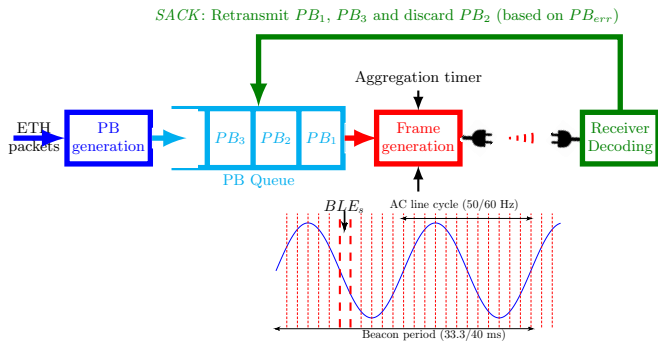 SACK: Retransmit PB₁, PB₃ and discard PB₂ (based on PBₑᵣᵣ)
Aggregation timer
ETH
packets
PB
generation
PB₃
PB₂
PB₁
PB Queue
Frame
generation
Receiver
Decoding
BLEₛ
AC line cycle (50/60 Hz)
Beacon period (33.3/40 ms)